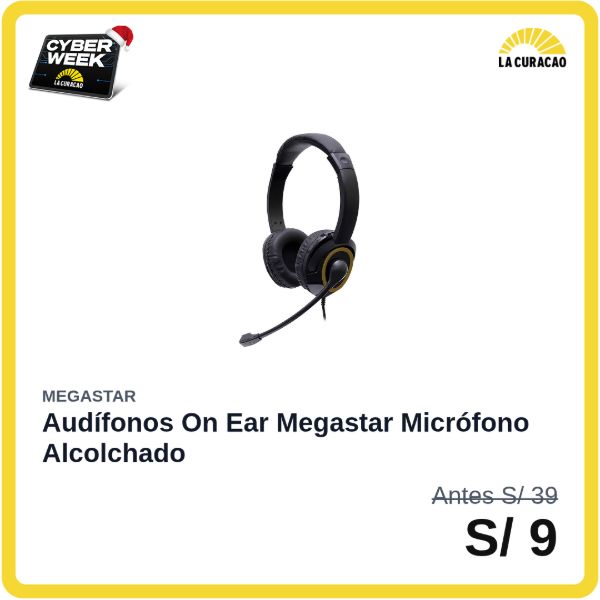 CYBER
WEEK
LA CURACAO
LA CURACAO
MEGASTAR
Audífonos On Ear Megastar Micrófono
Alcolchado
Antes S/ 39
S/ 9